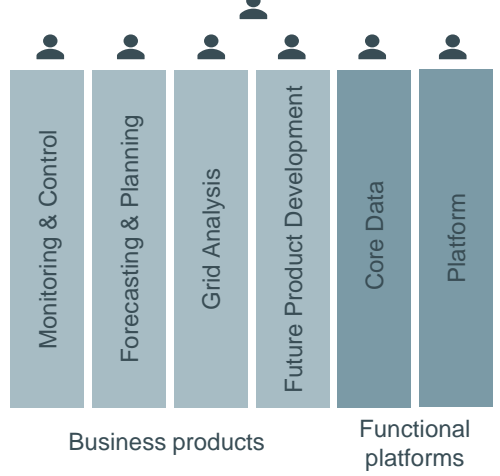 Monitoring & Control
Forecasting & Planning
Grid Analysis
Future Product Development
Core Data
Platform
Business products
Functional
platforms